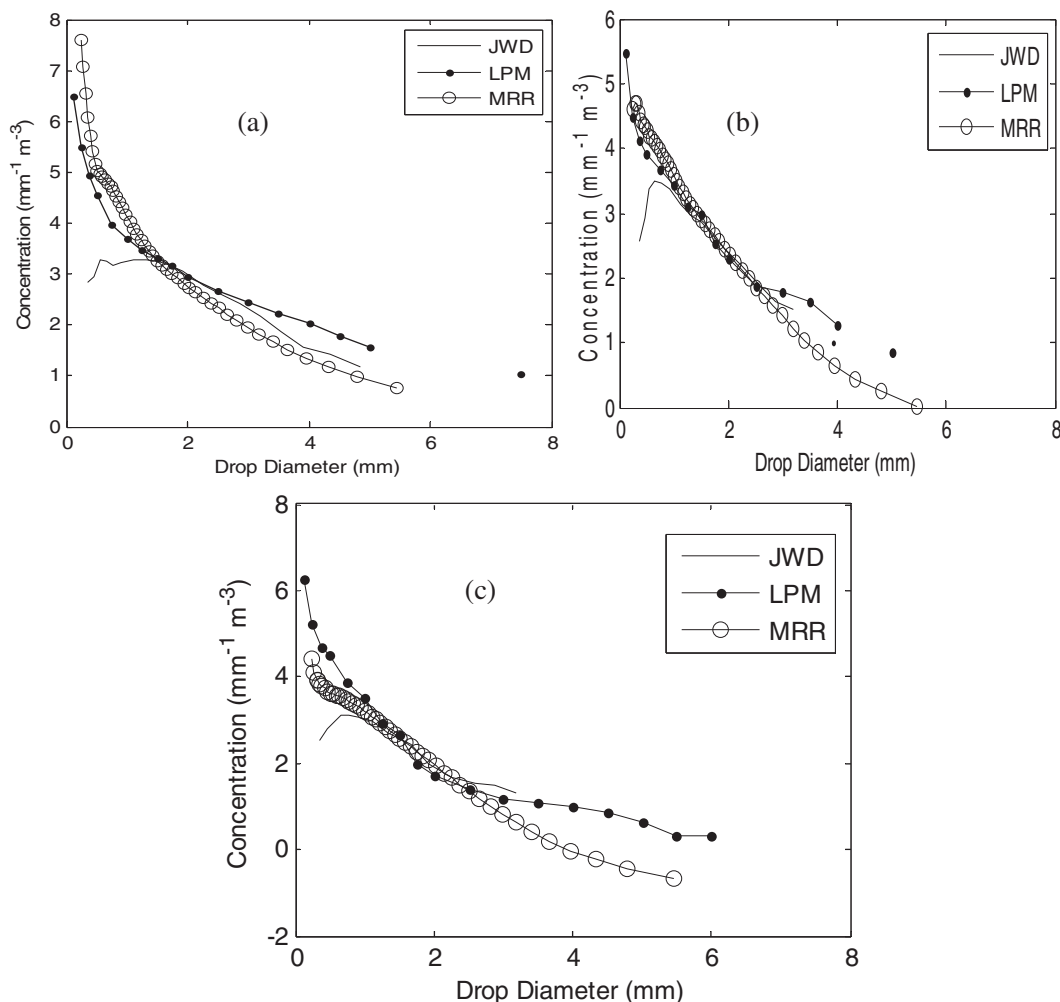 8
7
6
5
4
3
2
1
0
Concentration (mm⁻¹ m⁻³)
(a)
JWD
LPM
MRR
0 2 4 6 8
Drop Diameter (mm)
6
5
4
3
2
1
0
Concentration (mm⁻¹ m⁻³)
(b)
JWD
LPM
MRR
0 2 4 6 8
Drop Diameter (mm)
8
6
4
2
0
-2
Concentration (mm⁻¹ m⁻³)
(c)
JWD
LPM
MRR
0 2 4 6 8
Drop Diameter (mm)